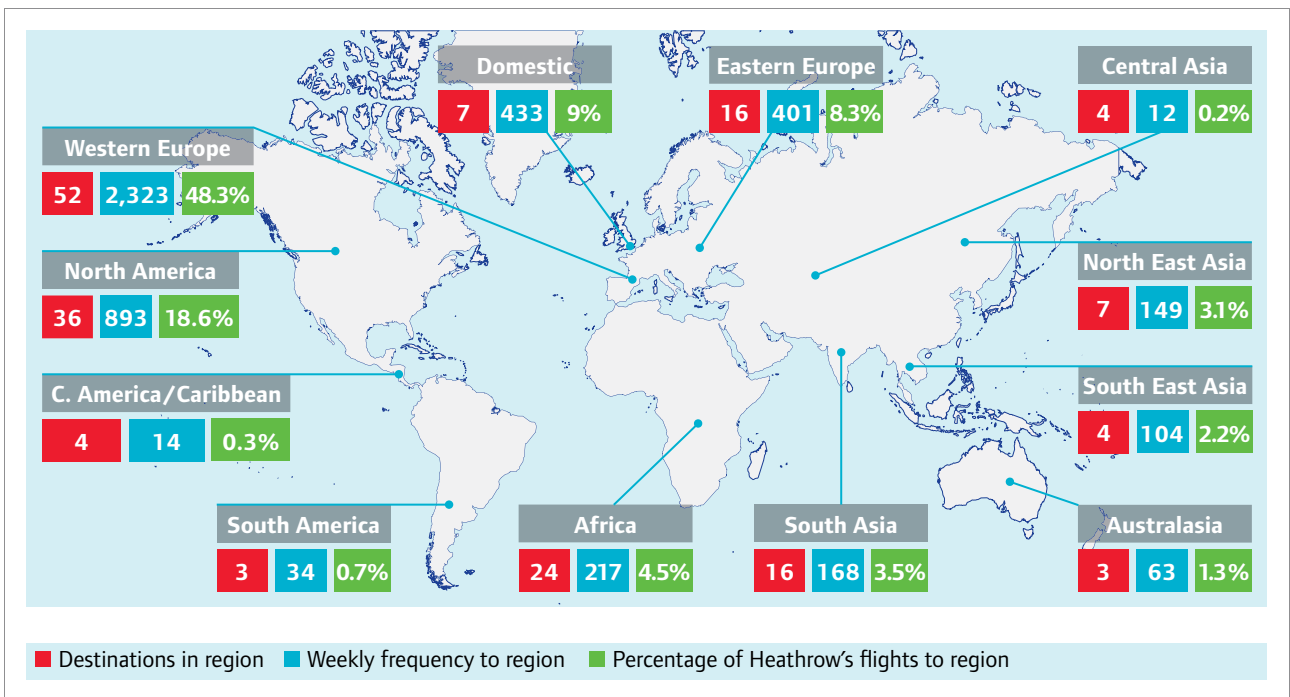 Domestic
7 433 9%
Eastern Europe
16 401 8.3%
Central Asia
4 12 0.2%
Western Europe
52 2,323 48.3%
North America
36 893 18.6%
North East Asia
7 149 3.1%
C. America/Caribbean
4 14 0.3%
South East Asia
4 104 2.2%
South America
3 34 0.7%
Africa
24 217 4.5%
South Asia
16 168 3.5%
Australasia
3 63 1.3%
Destinations in region Weekly frequency to region Percentage of Heathrow's flights to region